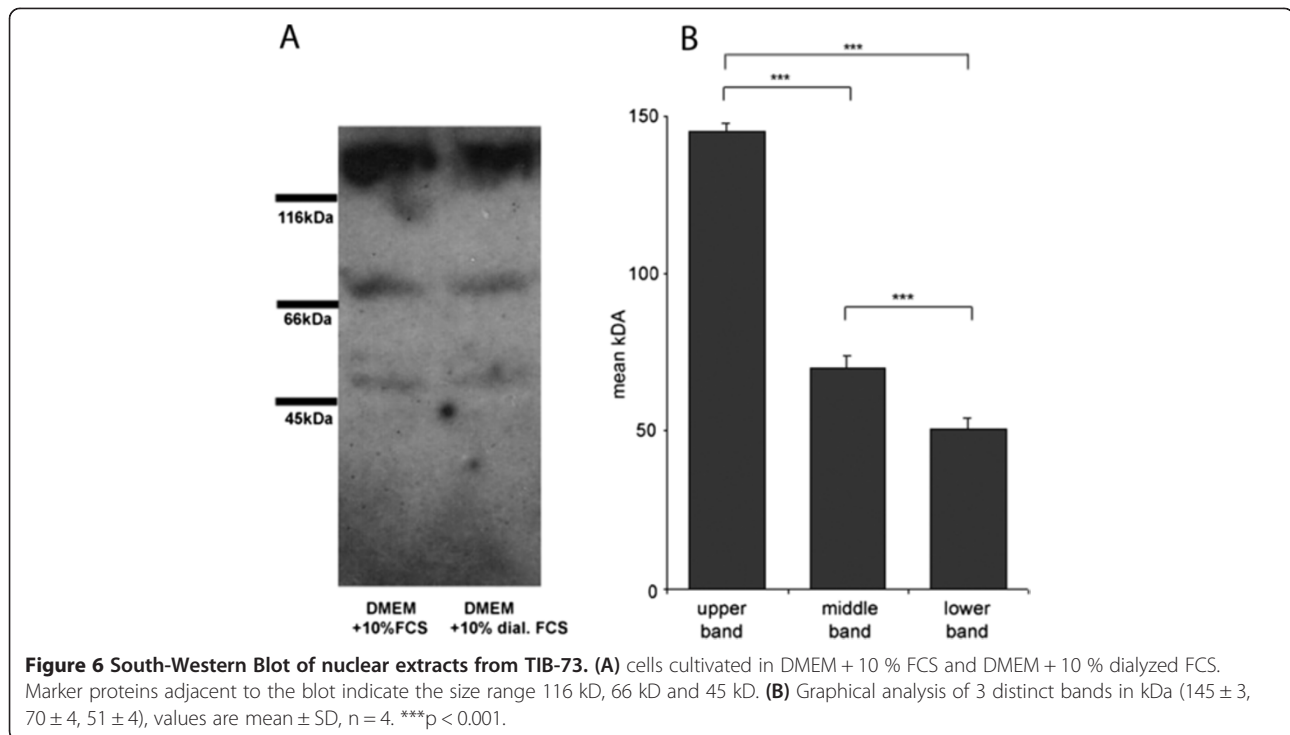 A
B
***
***
***
150
100
50
0
mean kDA
116kDa
66kDa
45kDa
DMEM
+10%FCS
DMEM
+10% dial. FCS
upper
band
middle
band
lower
band
Figure 6 South-Western Blot of nuclear extracts from TIB-73. (A) cells cultivated in DMEM + 10 % FCS and DMEM + 10 % dialyzed FCS.
Marker proteins adjacent to the blot indicate the size range 116 kD, 66 kD and 45 kD. (B) Graphical analysis of 3 distinct bands in kDa (145 ± 3,
70 ± 4, 51 ± 4), values are mean ± SD, n = 4. ***p < 0.001.